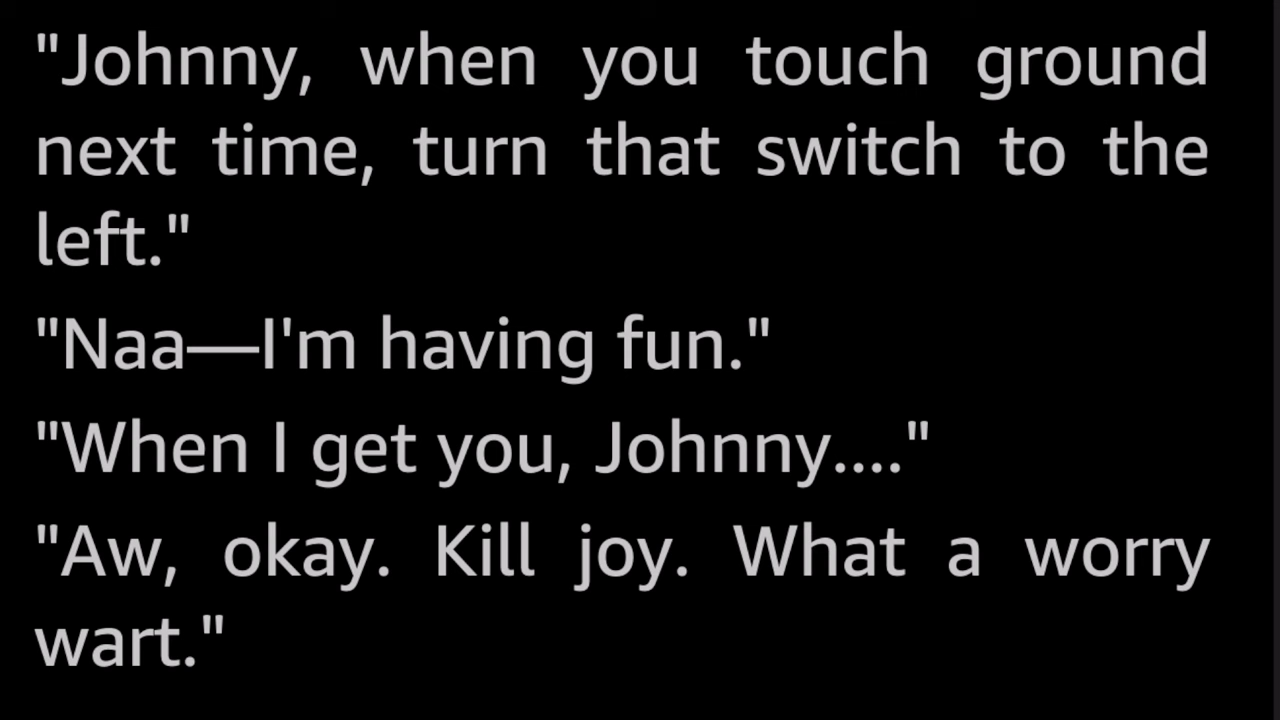 "Johnny, when you touch ground
next time, turn that switch to the
left."
"Naa—I'm having fun."
"When I get you, Johnny...."
"Aw, okay. Kill joy. What a worry
wart."